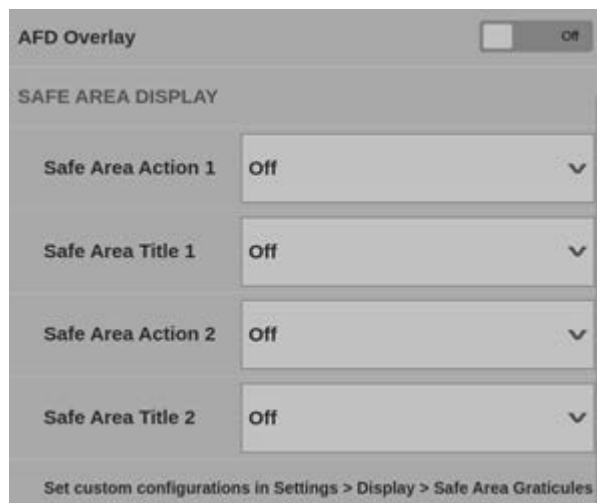 AFD Overlay Off
SAFE AREA DISPLAY
Safe Area Action 1 Off
Safe Area Title 1 Off
Safe Area Action 2 Off
Safe Area Title 2 Off
Set custom configurations in Settings > Display > Safe Area Graticules